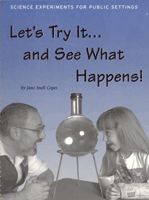 SCIENCE EXPERIMENTS FOR PUBLIC SETTINGS
Let's Try It...
and See What
Happens!
by Jane Snell Copes